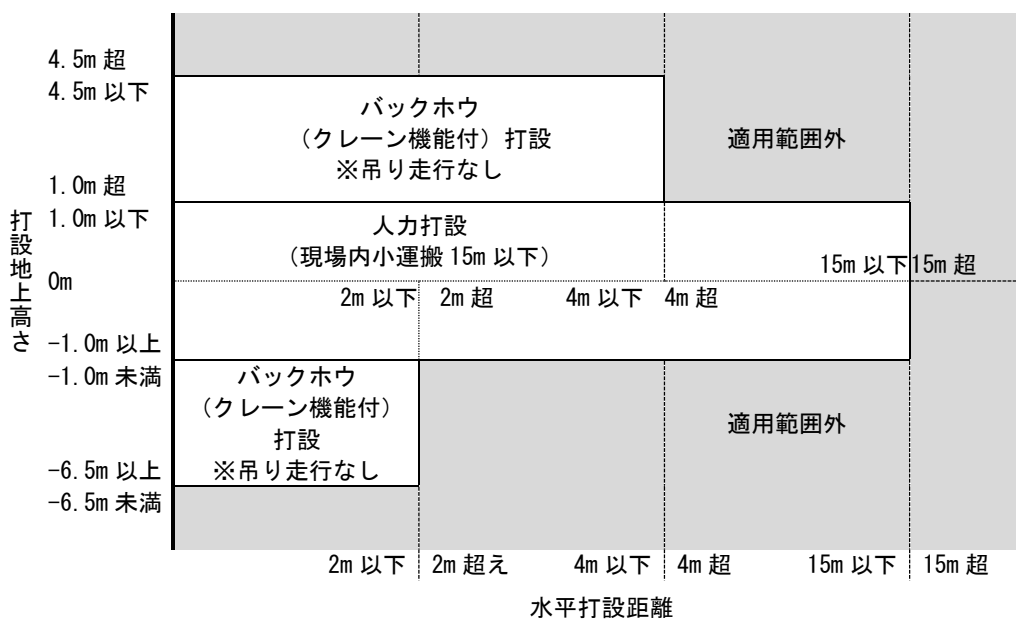 4.5m 超
4.5m 以下
バックホウ
（クレーン機能付）打設
※吊り走行なし
適用範囲外
1.0m 超
1.0m 以下
打設地上高さ
人力打設
（現場内小運搬 15m 以下）
15m 以下 15m 超
0m
2m 以下 2m 超 4m 以下 4m 超
-1.0m 以上
-1.0m 未満
バックホウ
（クレーン機能付）
打設
※吊り走行なし
適用範囲外
-6.5m 以上
-6.5m 未満
2m 以下 2m 超え 4m 以下 4m 超 15m 以下 15m 超
水平打設距離